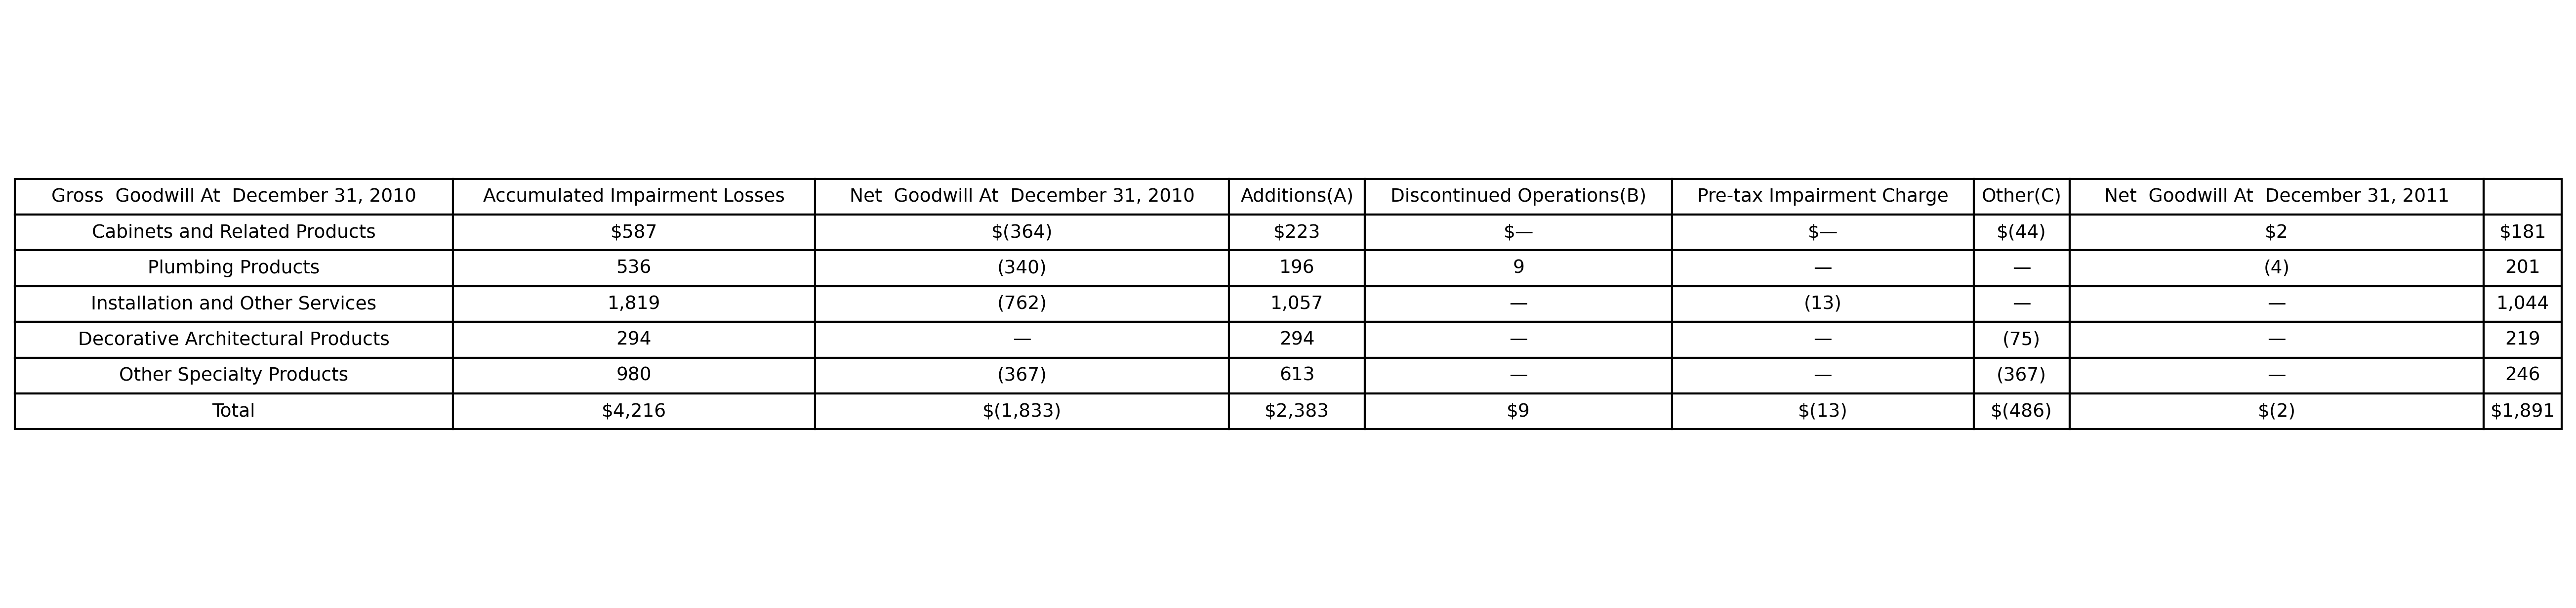 Gross  Goodwill At  December 31, 2010 Accumulated Impairment Losses Net  Goodwill At  December 31, 2010 Additions(A) Discontinued Operations(B) Pre-tax Impairment Charge Other(C) Net  Goodwill At  December 31, 2011
Cabinets and Related Products $587 $(364) $223 $— $— $(44) $2 $181
Plumbing Products 536 (340) 196 9 — — (4) 201
Installation and Other Services 1,819 (762) 1,057 — (13) — — 1,044
Decorative Architectural Products 294 — 294 — — (75) — 219
Other Specialty Products 980 (367) 613 — — (367) — 246
Total $4,216 $(1,833) $2,383 $9 $(13) $(486) $(2) $1,891